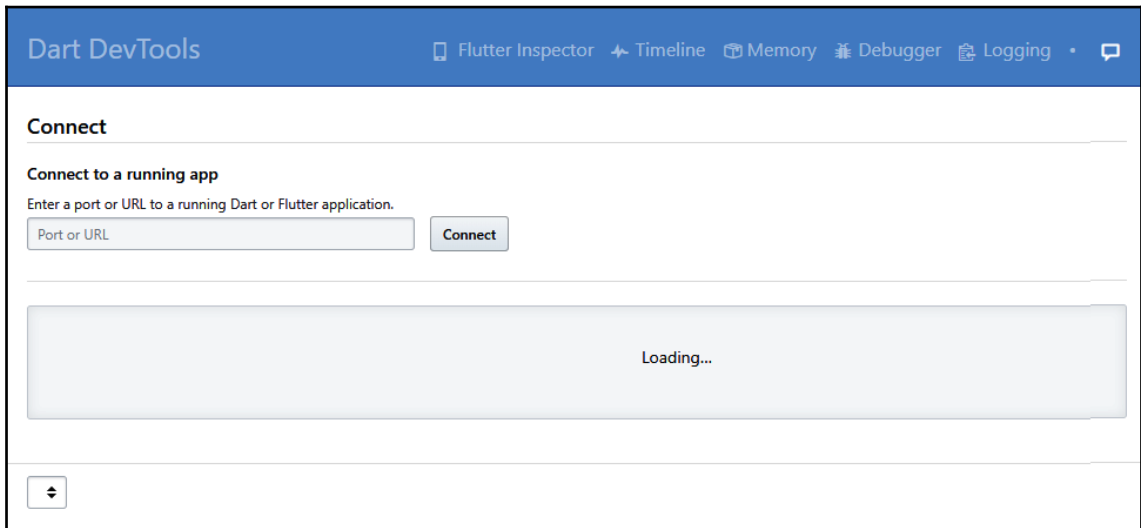 Dart DevTools Flutter Inspector Timeline Memory Debugger Logging •
Connect
Connect to a running app
Enter a port or URL to a running Dart or Flutter application.
Port or URL Connect
Loading...